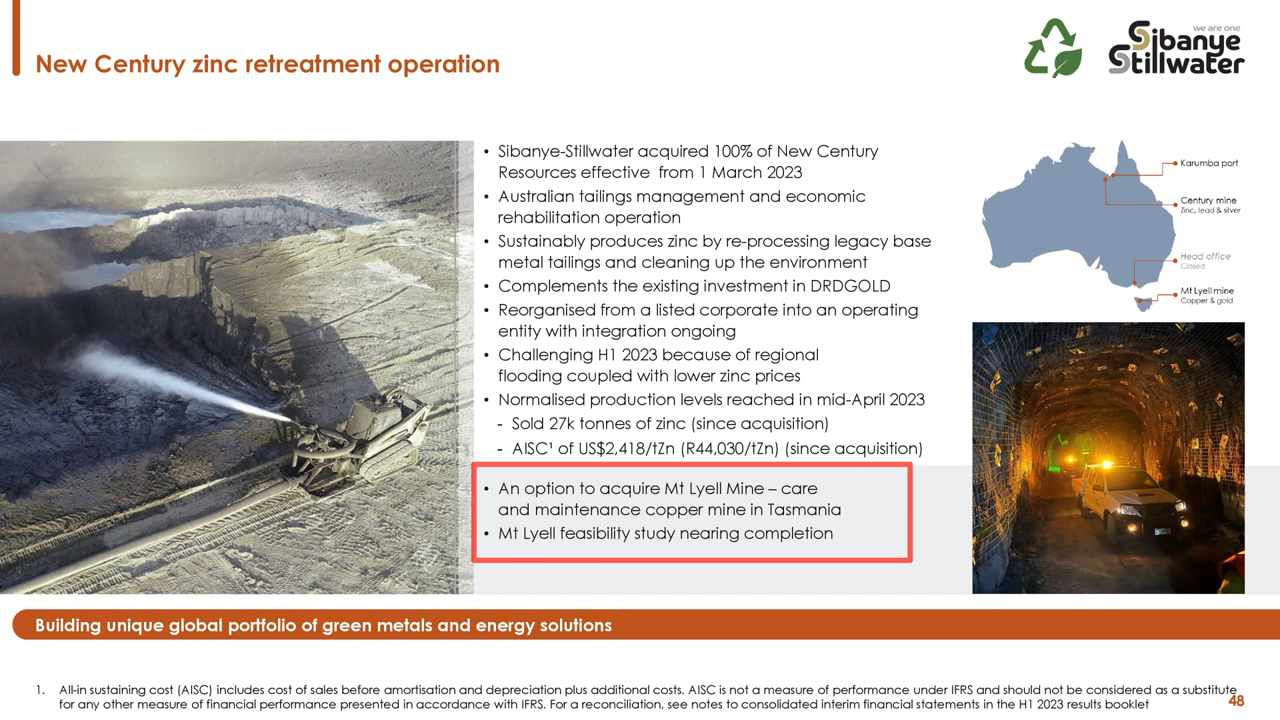 we are one
Sibanye
Stillwater
New Century zinc retreatment operation
• Sibanye-Stillwater acquired 100% of New Century
Resources effective from 1 March 2023
• Australian tailings management and economic
rehabilitation operation
• Sustainably produces zinc by re-processing legacy base
metal tailings and cleaning up the environment
• Complements the existing investment in DRDGOLD
• Reorganised from a listed corporate into an operating
entity with integration ongoing
• Challenging H1 2023 because of regional
flooding coupled with lower zinc prices
• Normalised production levels reached in mid-April 2023
- Sold 27k tonnes of zinc (since acquisition)
- AISC¹ of US$2,418/tZn (R44,030/tZn) (since acquisition)
• An option to acquire Mt Lyell Mine – care
and maintenance copper mine in Tasmania
• Mt Lyell feasibility study nearing completion
Karumba port
Century mine
Zinc, lead & silver
Head office
Closed
Mt Lyell mine
Copper & gold
Building unique global portfolio of green metals and energy solutions
1. All-in sustaining cost (AISC) includes cost of sales before amortisation and depreciation plus additional costs. AISC is not a measure of performance under IFRS and should not be considered as a substitute
for any other measure of financial performance presented in accordance with IFRS. For a reconciliation, see notes to consolidated interim financial statements in the H1 2023 results booklet
48